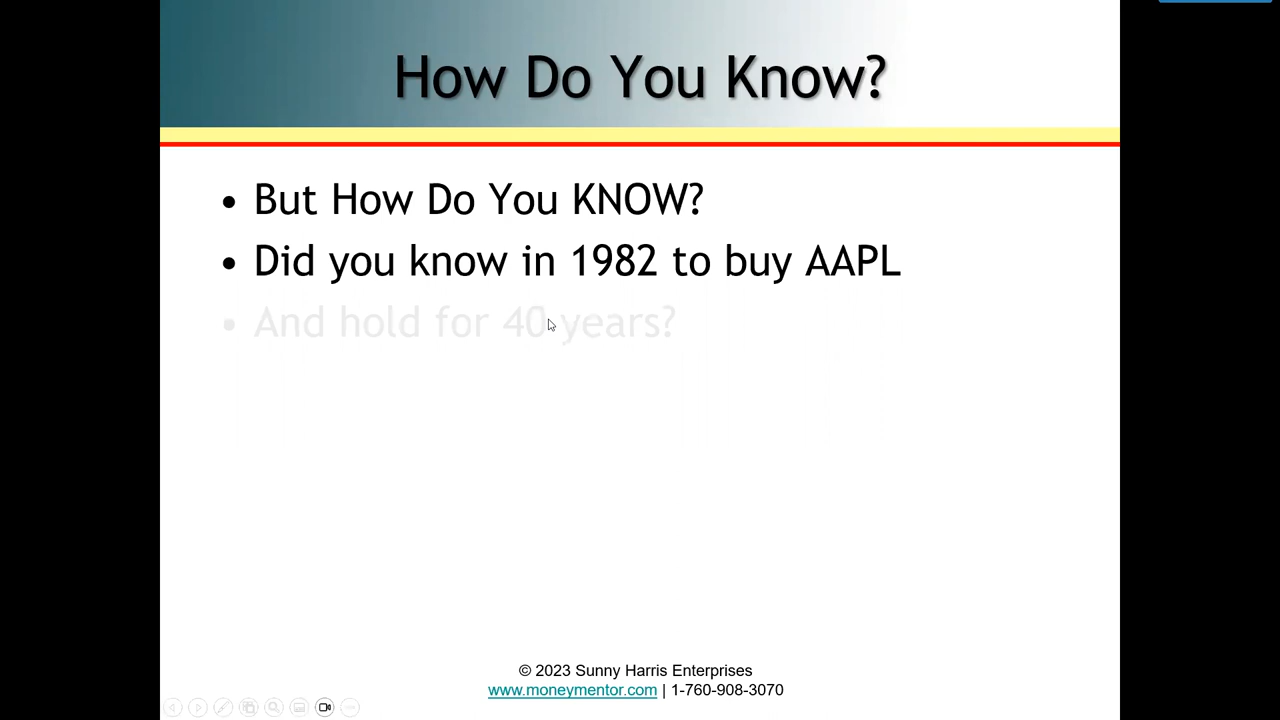 How Do You Know?
• But How Do You KNOW?
• Did you know in 1982 to buy AAPL
• And hold for 40 years?
© 2023 Sunny Harris Enterprises
www.moneymentor.com | 1-760-908-3070